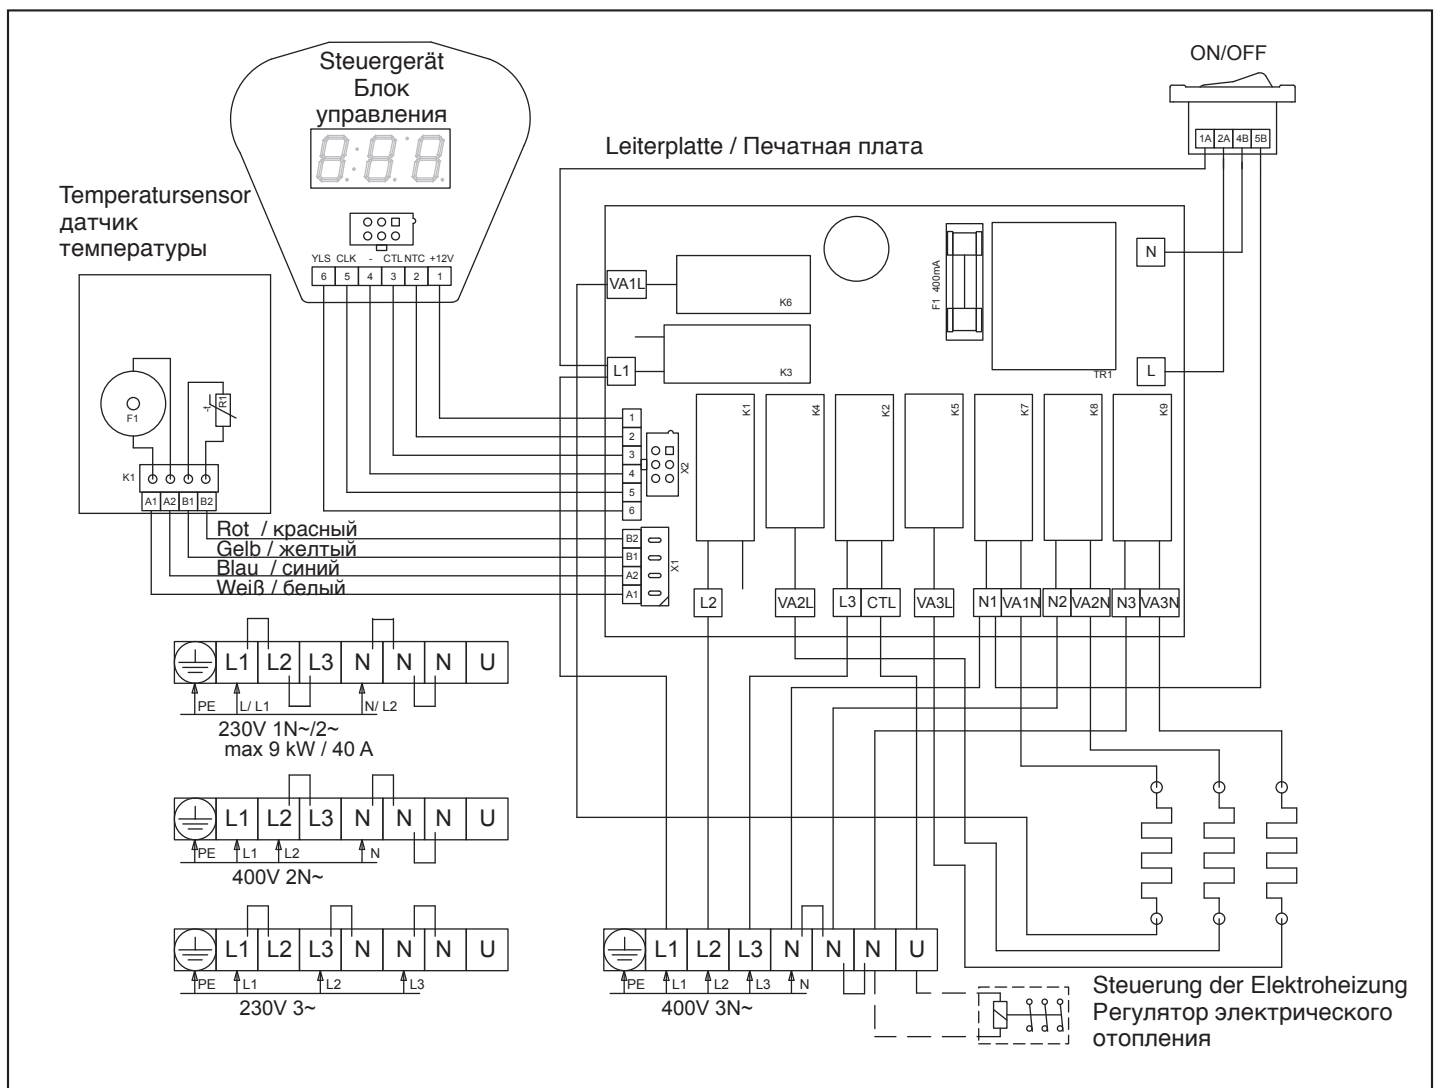 Steuergerät
Блок
управления
ON/OFF
1A 2A 4B 5B
Leiterplatte / Печатная плата
Temperatursensor
датчик
температуры
YLS CLK - CTL NTC +12V
6 5 4 3 2 1
VA1L
K6
F1 400mA
TR1
N
L
L1
K3
K1
K4
K2
K5
K7
K8
K9
F1
R1
-t
K1
A1 A2 B1 B2
1
2
3
4
5
6
X2
B2
B1
A2
A1
X1
Rot / красный
Gelb / желтый
Blau / синий
Weiß / белый
L2 VA2L L3 CTL VA3L N1 VA1N N2 VA2N N3 VA3N
L1 L2 L3 N N N U
PE L/ L1 N/ L2
230V 1N~/2~
max 9 kW / 40 A
L1 L2 L3 N N N U
PE L1 L2 N
400V 2N~
L1 L2 L3 N N N U
PE L1 L2 L3
230V 3~
L1 L2 L3 N N N U
PE L1 L2 L3 N
400V 3N~
Steuerung der Elektroheizung
Регулятор электрического
отопления